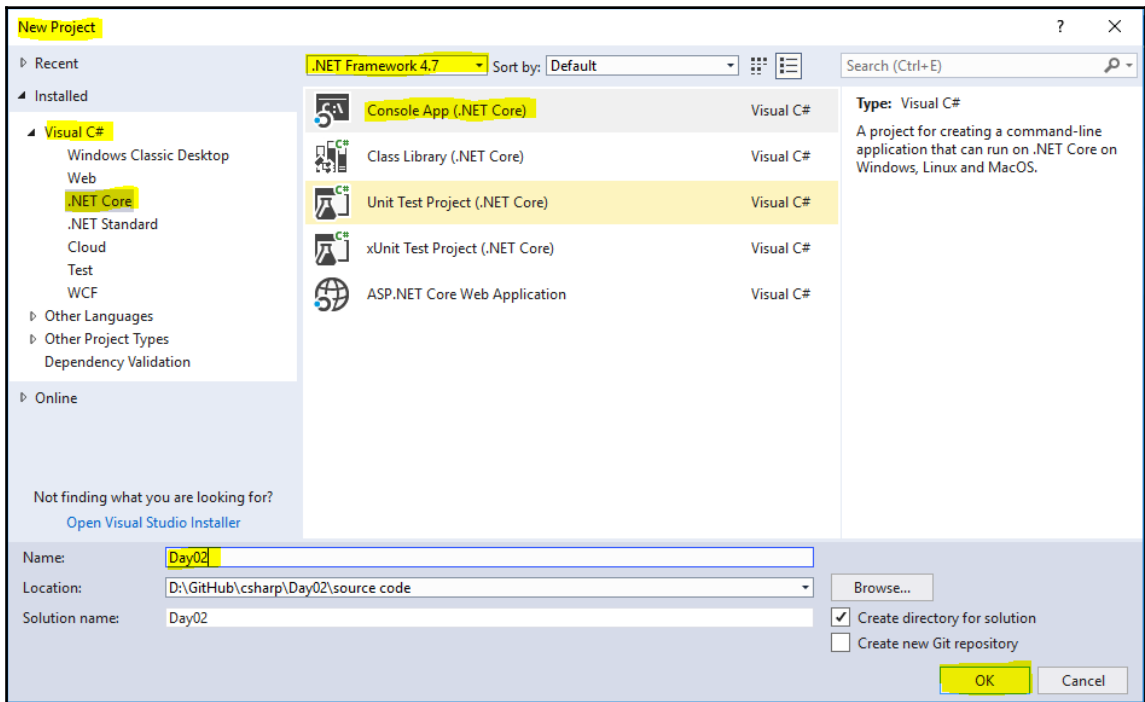 New Project
?
Recent
.NET Framework 4.7
Sort by:
Default
Search (Ctrl+E)
Installed
Visual C#
Windows Classic Desktop
Web
.NET Core
.NET Standard
Cloud
Test
WCF
Other Languages
Other Project Types
Dependency Validation
Online
Not finding what you are looking for?
Open Visual Studio Installer
C:\
Console App (.NET Core)
Visual C#
C#
Class Library (.NET Core)
Visual C#
C#
Unit Test Project (.NET Core)
Visual C#
C#
xUnit Test Project (.NET Core)
Visual C#
ASP.NET Core Web Application
Visual C#
Type: Visual C#
A project for creating a command-line
application that can run on .NET Core on
Windows, Linux and MacOS.
Name:
Day02
Location:
D:\GitHub\csharp\Day02\source code
Browse...
Solution name:
Day02
Create directory for solution
Create new Git repository
OK
Cancel